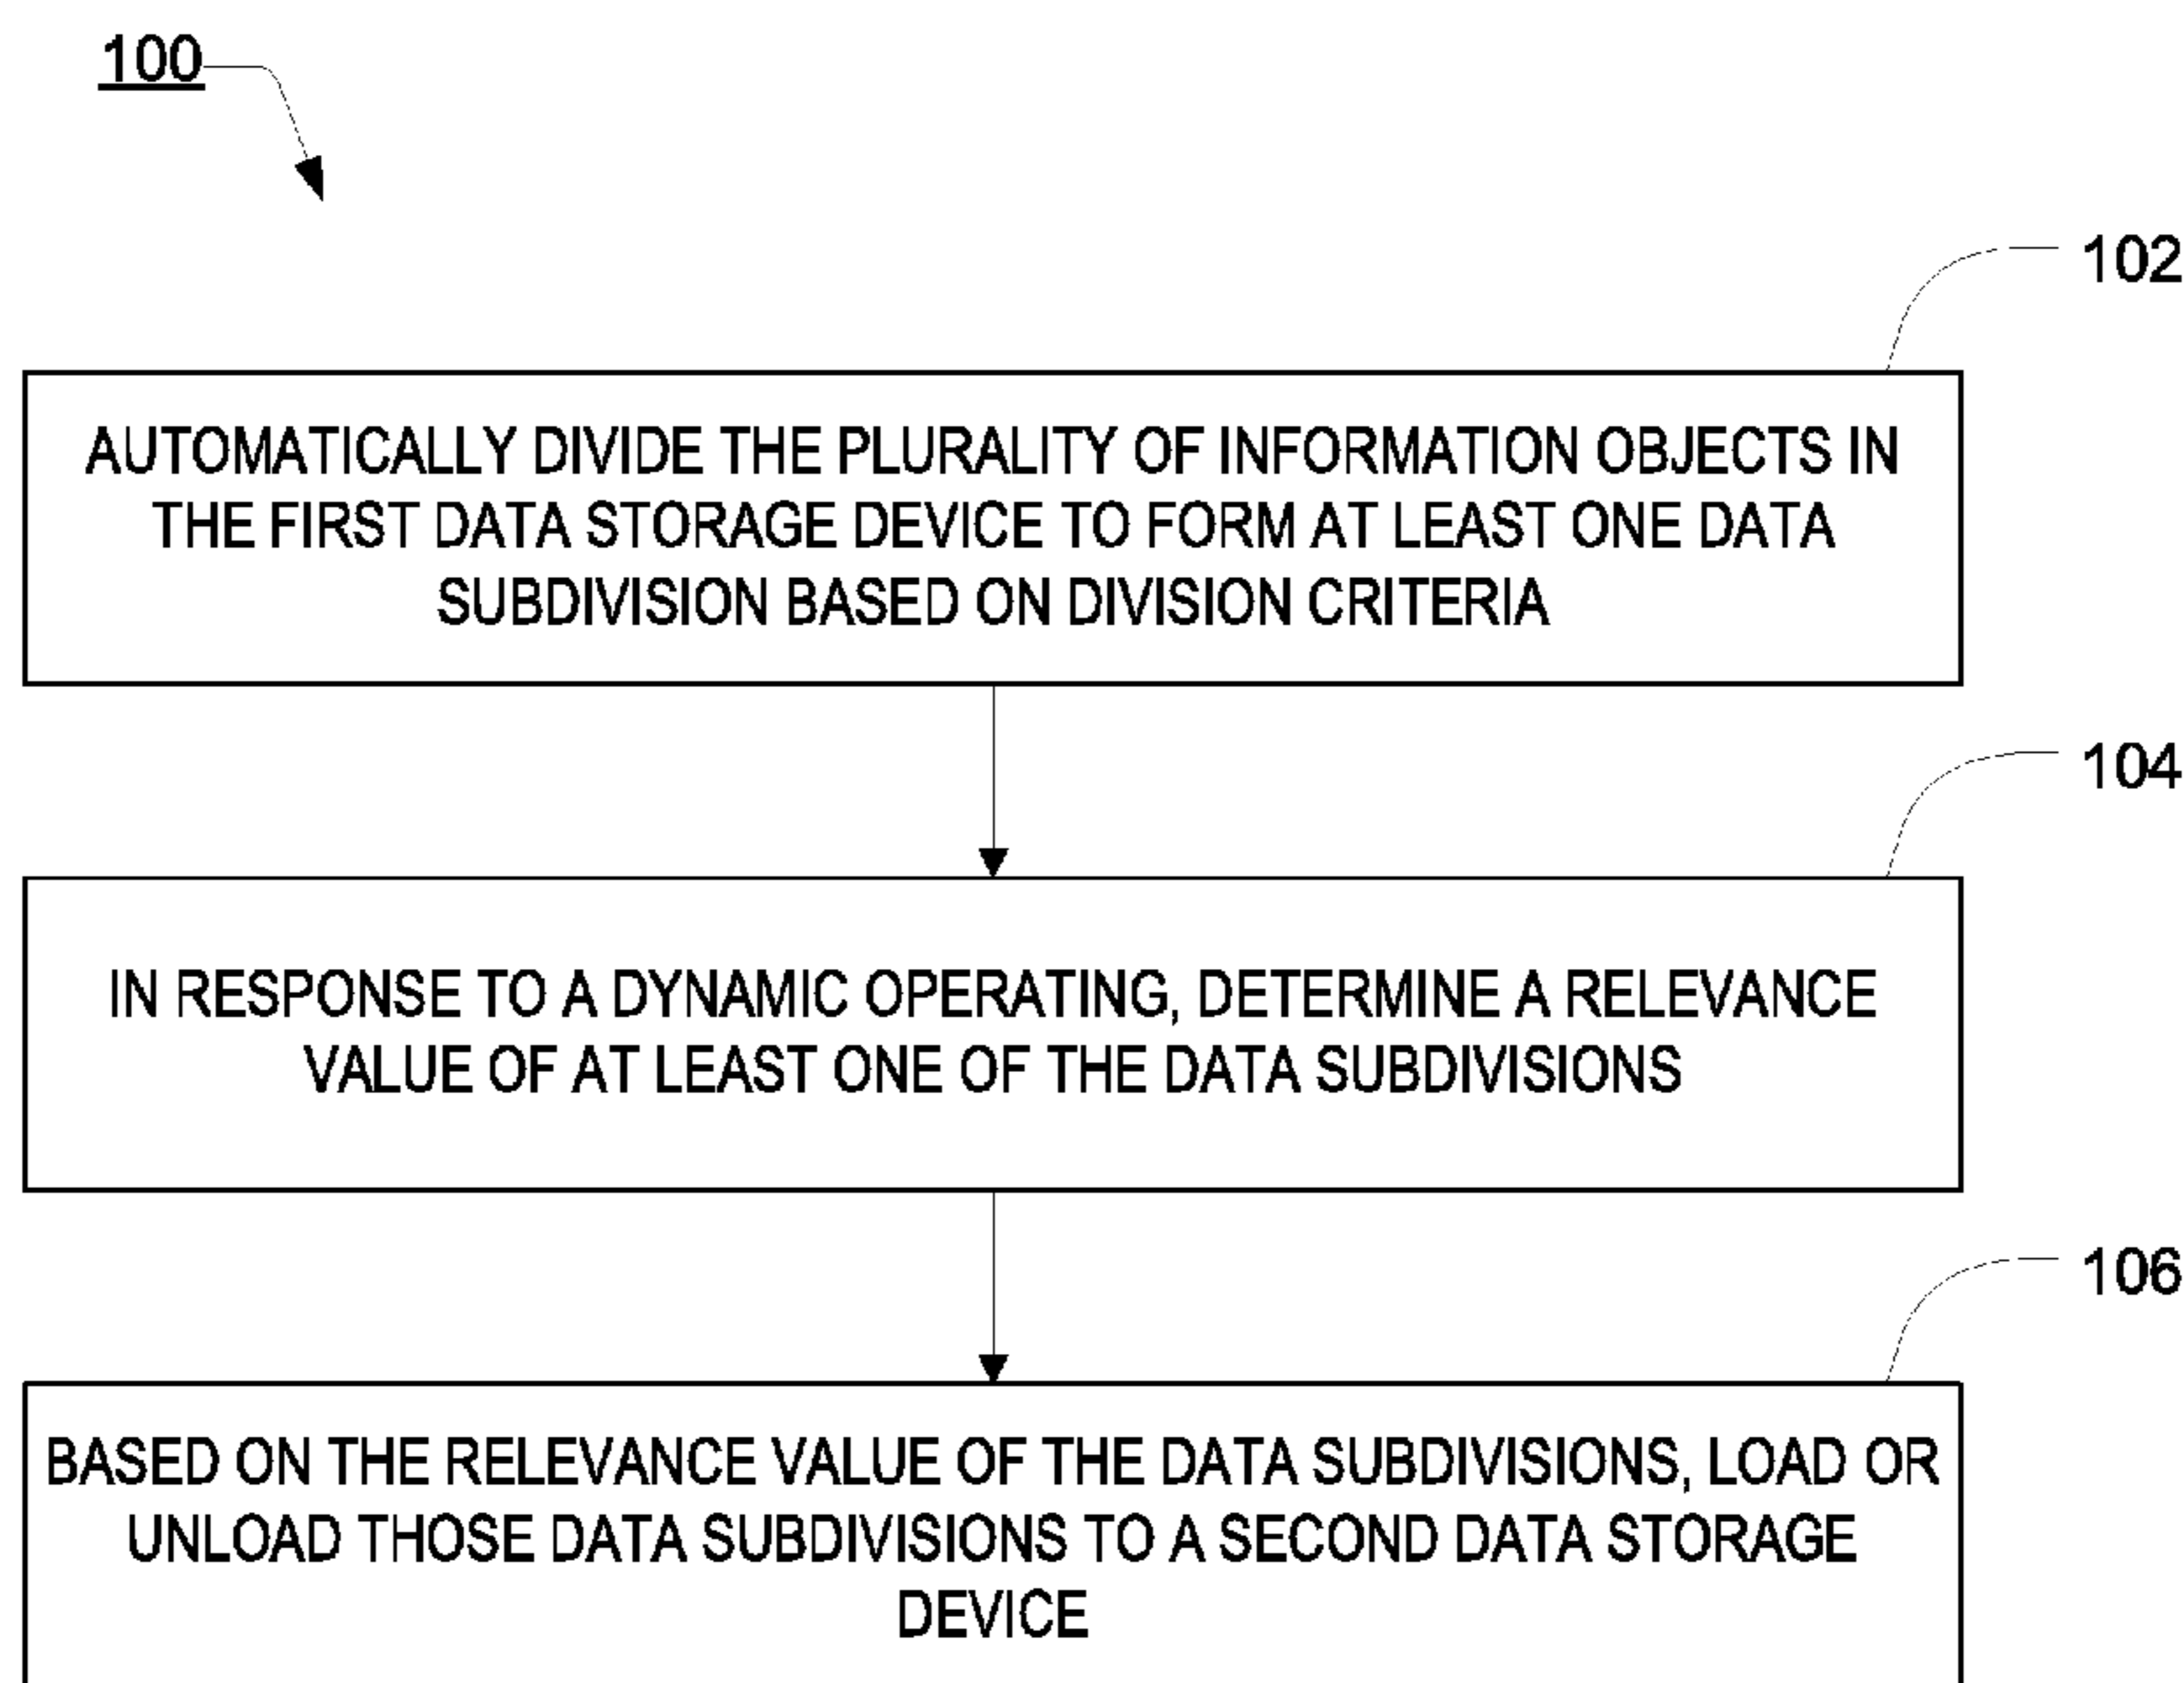 100
102
AUTOMATICALLY DIVIDE THE PLURALITY OF INFORMATION OBJECTS IN
THE FIRST DATA STORAGE DEVICE TO FORM AT LEAST ONE DATA
SUBDIVISION BASED ON DIVISION CRITERIA
104
IN RESPONSE TO A DYNAMIC OPERATING, DETERMINE A RELEVANCE
VALUE OF AT LEAST ONE OF THE DATA SUBDIVISIONS
106
BASED ON THE RELEVANCE VALUE OF THE DATA SUBDIVISIONS, LOAD OR
UNLOAD THOSE DATA SUBDIVISIONS TO A SECOND DATA STORAGE
DEVICE